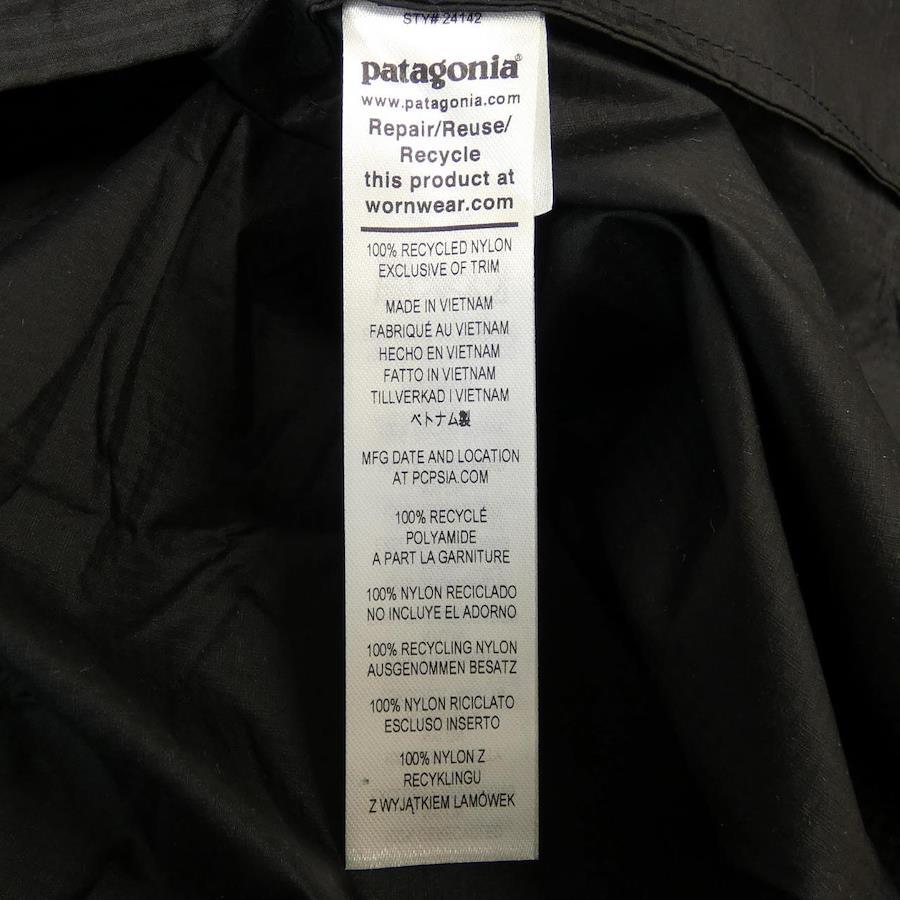 STY# 24142
patagonia®
www.patagonia.com
Repair/Reuse/
Recycle
this product at
wornwear.com
100% RECYCLED NYLON
EXCLUSIVE OF TRIM
MADE IN VIETNAM
FABRIQUÉ AU VIETNAM
HECHO EN VIETNAM
FATTO IN VIETNAM
TILLVERKAD I VIETNAM
ベトナム製
MFG DATE AND LOCATION
AT PCPSIA.COM
100% RECYCLÉ
POLYAMIDE
A PART LA GARNITURE
100% NYLON RECICLADO
NO INCLUYE EL ADORNO
100% RECYCLING NYLON
AUSGENOMMEN BESATZ
100% NYLON RICICLATO
ESCLUSO INSERTO
100% NYLON Z
RECYKLINGU
Z WYJĄTKIEM LAMÓWEK